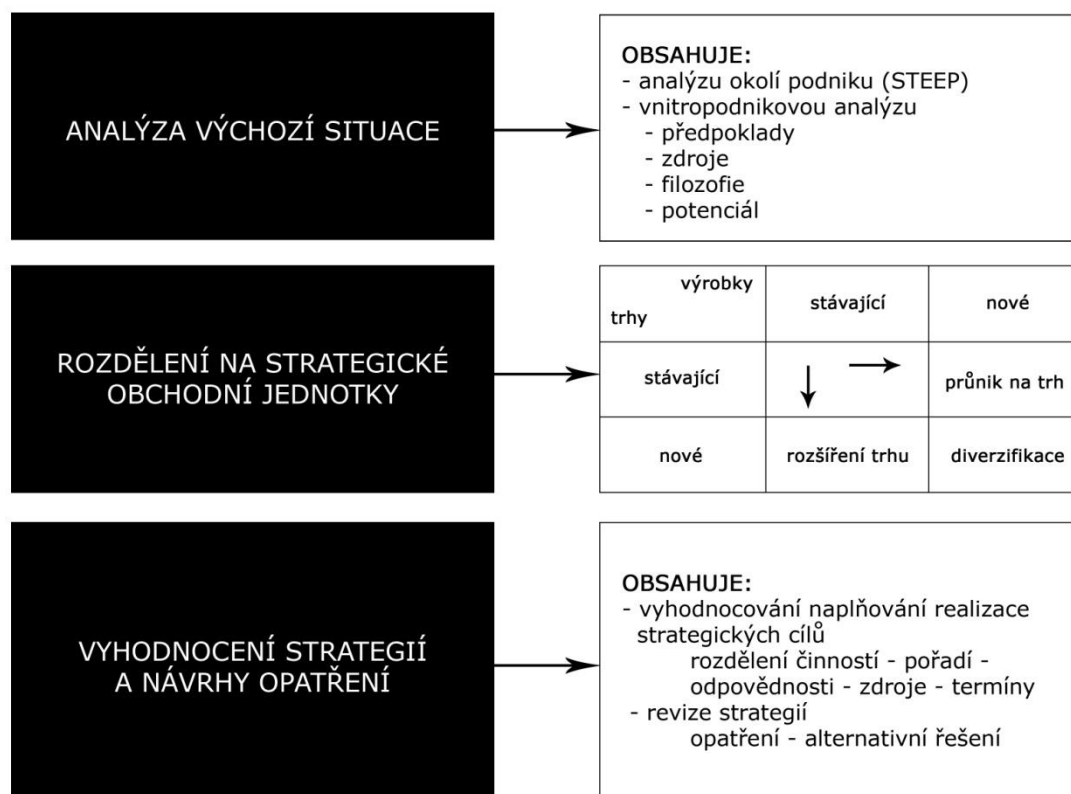 ANALÝZA VÝCHOZÍ SITUACE
OBSAHUJE:
- analýzu okolí podniku (STEEP)
- vnitropodnikovou analýzu
- předpoklady
- zdroje
- filozofie
- potenciál
ROZDĚLENÍ NA STRATEGICKÉ
OBCHODNÍ JEDNOTKY
výrobky
trhy
stávající
nové
stávající
průnik na trh
nové
rozšíření trhu
diverzifikace
VYHODNOCENÍ STRATEGIÍ
A NÁVRHY OPATŘENÍ
OBSAHUJE:
- vyhodnocování naplňování realizace
strategických cílů
rozdělení činností - pořadí -
odpovědnosti - zdroje - termíny
- revize strategií
opatření - alternativní řešení